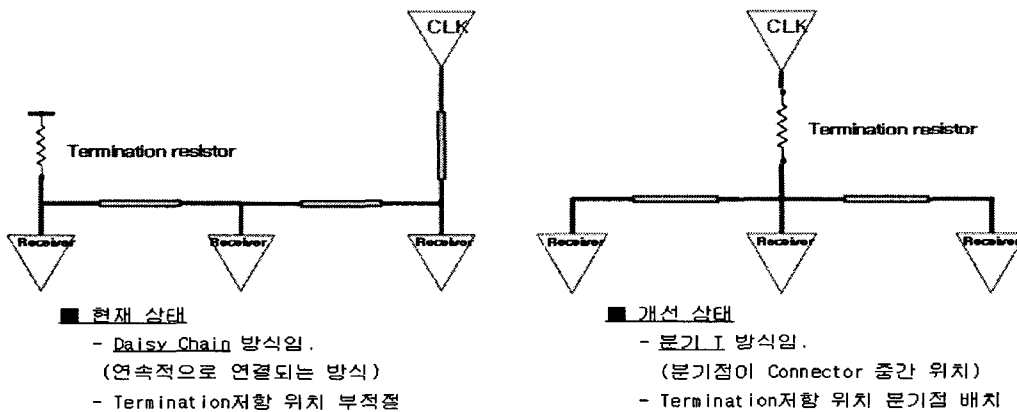 CLK
Termination resistor
Receiver
Receiver
Receiver
■ 현재 상태
- Daisy Chain 방식임.
(연속적으로 연결되는 방식)
- Termination저항 위치 부적절
CLK
Termination resistor
Receiver
Receiver
Receiver
■ 개선 상태
- 분기 T 방식임.
(분기점이 Connector 중간 위치)
- Termination저항 위치 분기점 배치